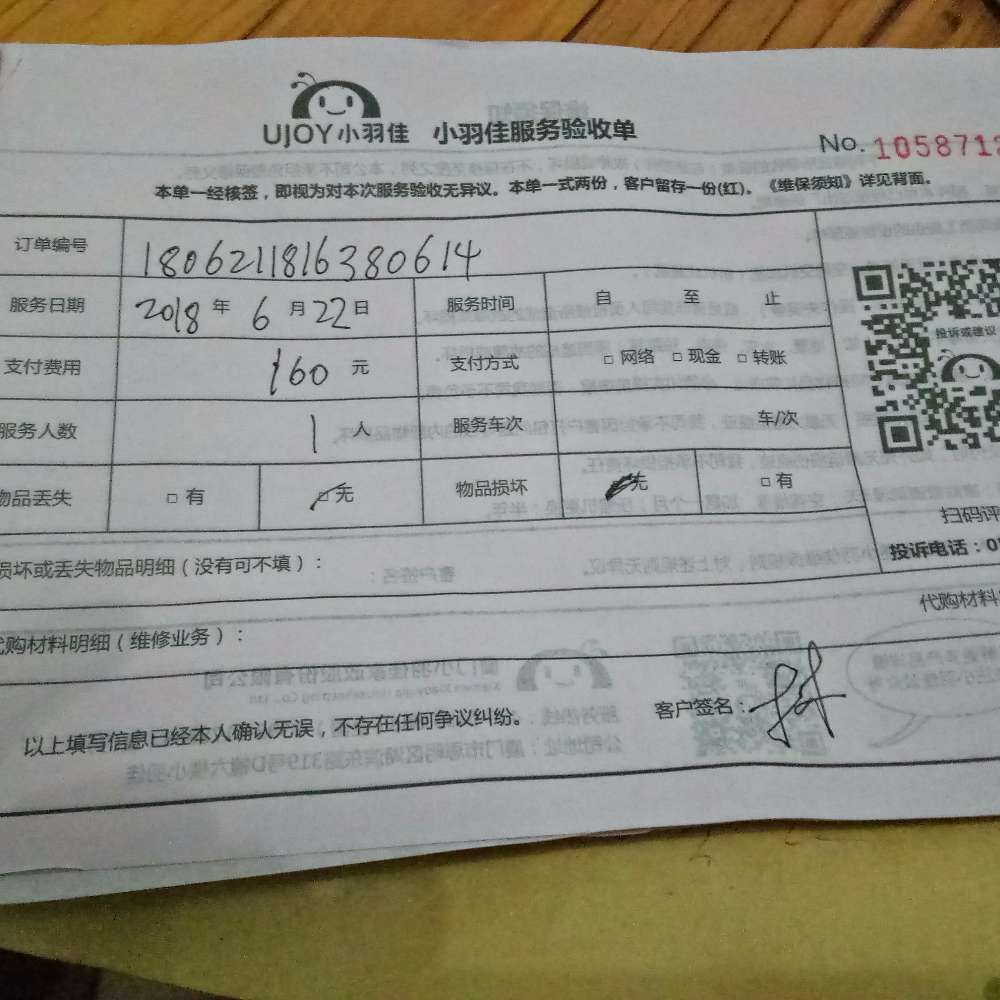 UJOY小羽佳 小羽佳服务验收单
No. 1058718
本单一经核签，即视为对本次服务验收无异议。本单一式两份，客户留存一份(红)。《维保须知》详见背面。
订单编号 1806211816380614
服务日期 2018 年 6 月 22 日 服务时间 自 至 止
支付费用 160 元 支付方式 □ 网络 □ 现金 □ 转账
服务人数 1 人 服务车次 车/次
物品丢失 □ 有 □ 无 物品损坏 □ 无 □ 有
投诉或建议
扫码评
投诉电话：0
损坏或丢失物品明细（没有可不填）：
代购材料
代购材料明细（维修业务）：
以上填写信息已经本人确认无误，不存在任何争议纠纷。
客户签名：